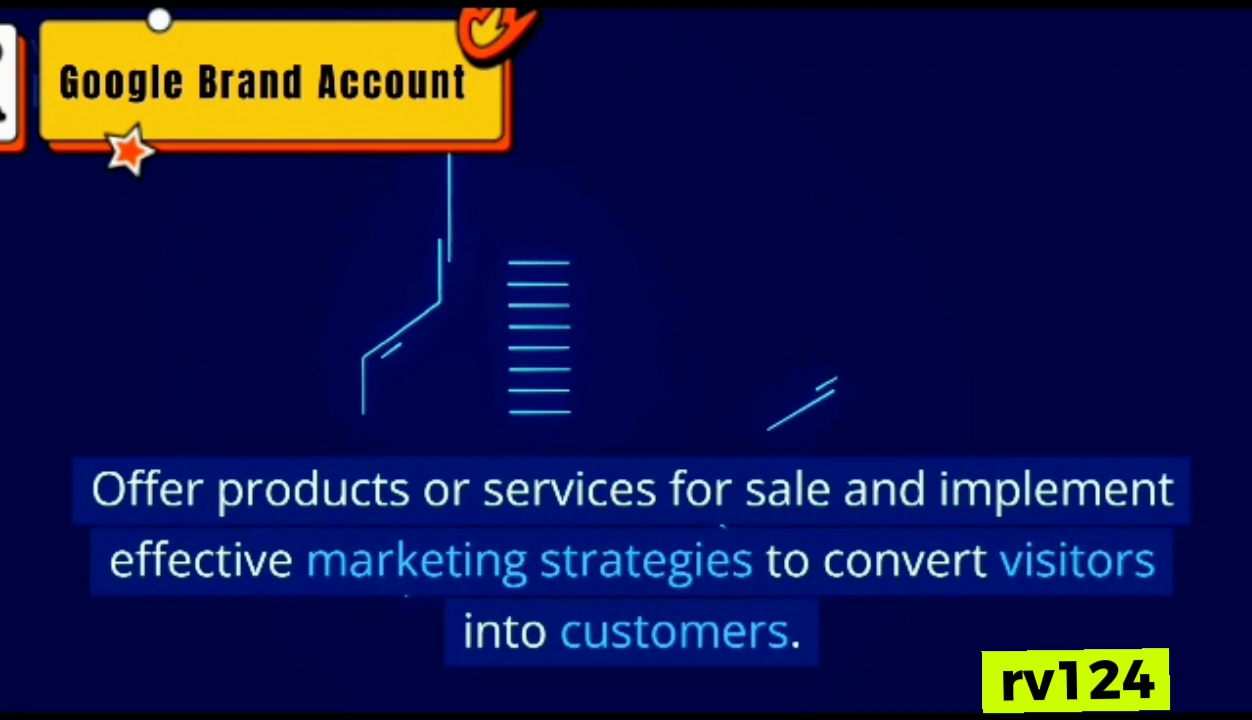 Google Brand Account
Offer products or services for sale and implement
effective marketing strategies to convert visitors
into customers.
rv124